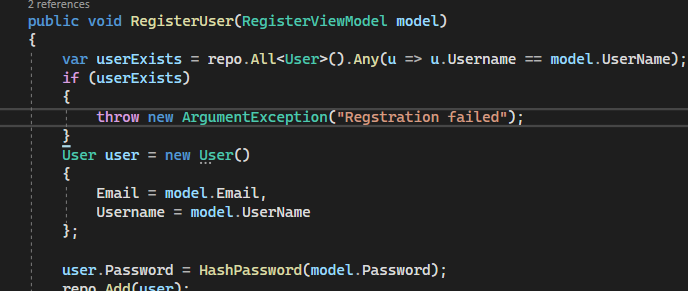 2 references
public void RegisterUser(RegisterViewModel model)
{
var userExists = repo.All<User>().Any(u => u.Username == model.UserName);
if (userExists)
{
throw new ArgumentException("Regstration failed");
}
User user = new User()
{
Email = model.Email,
Username = model.UserName
};
user.Password = HashPassword(model.Password);
repo.Add(user);